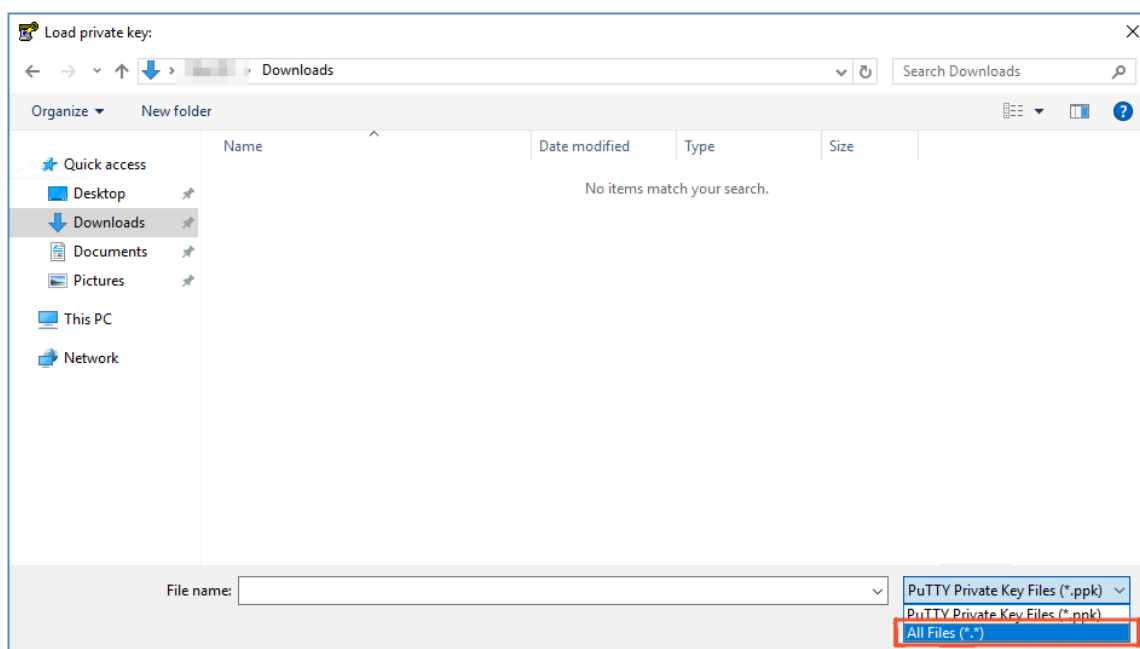 Load private key:
Downloads
Search Downloads
Organize
New folder
Name
Date modified
Type
Size
Quick access
No items match your search.
Desktop
Downloads
Documents
Pictures
This PC
Network
File name:
PuTTY Private Key Files (*.ppk)
PuTTY Private Key Files (*.ppk)
All Files (*.*)